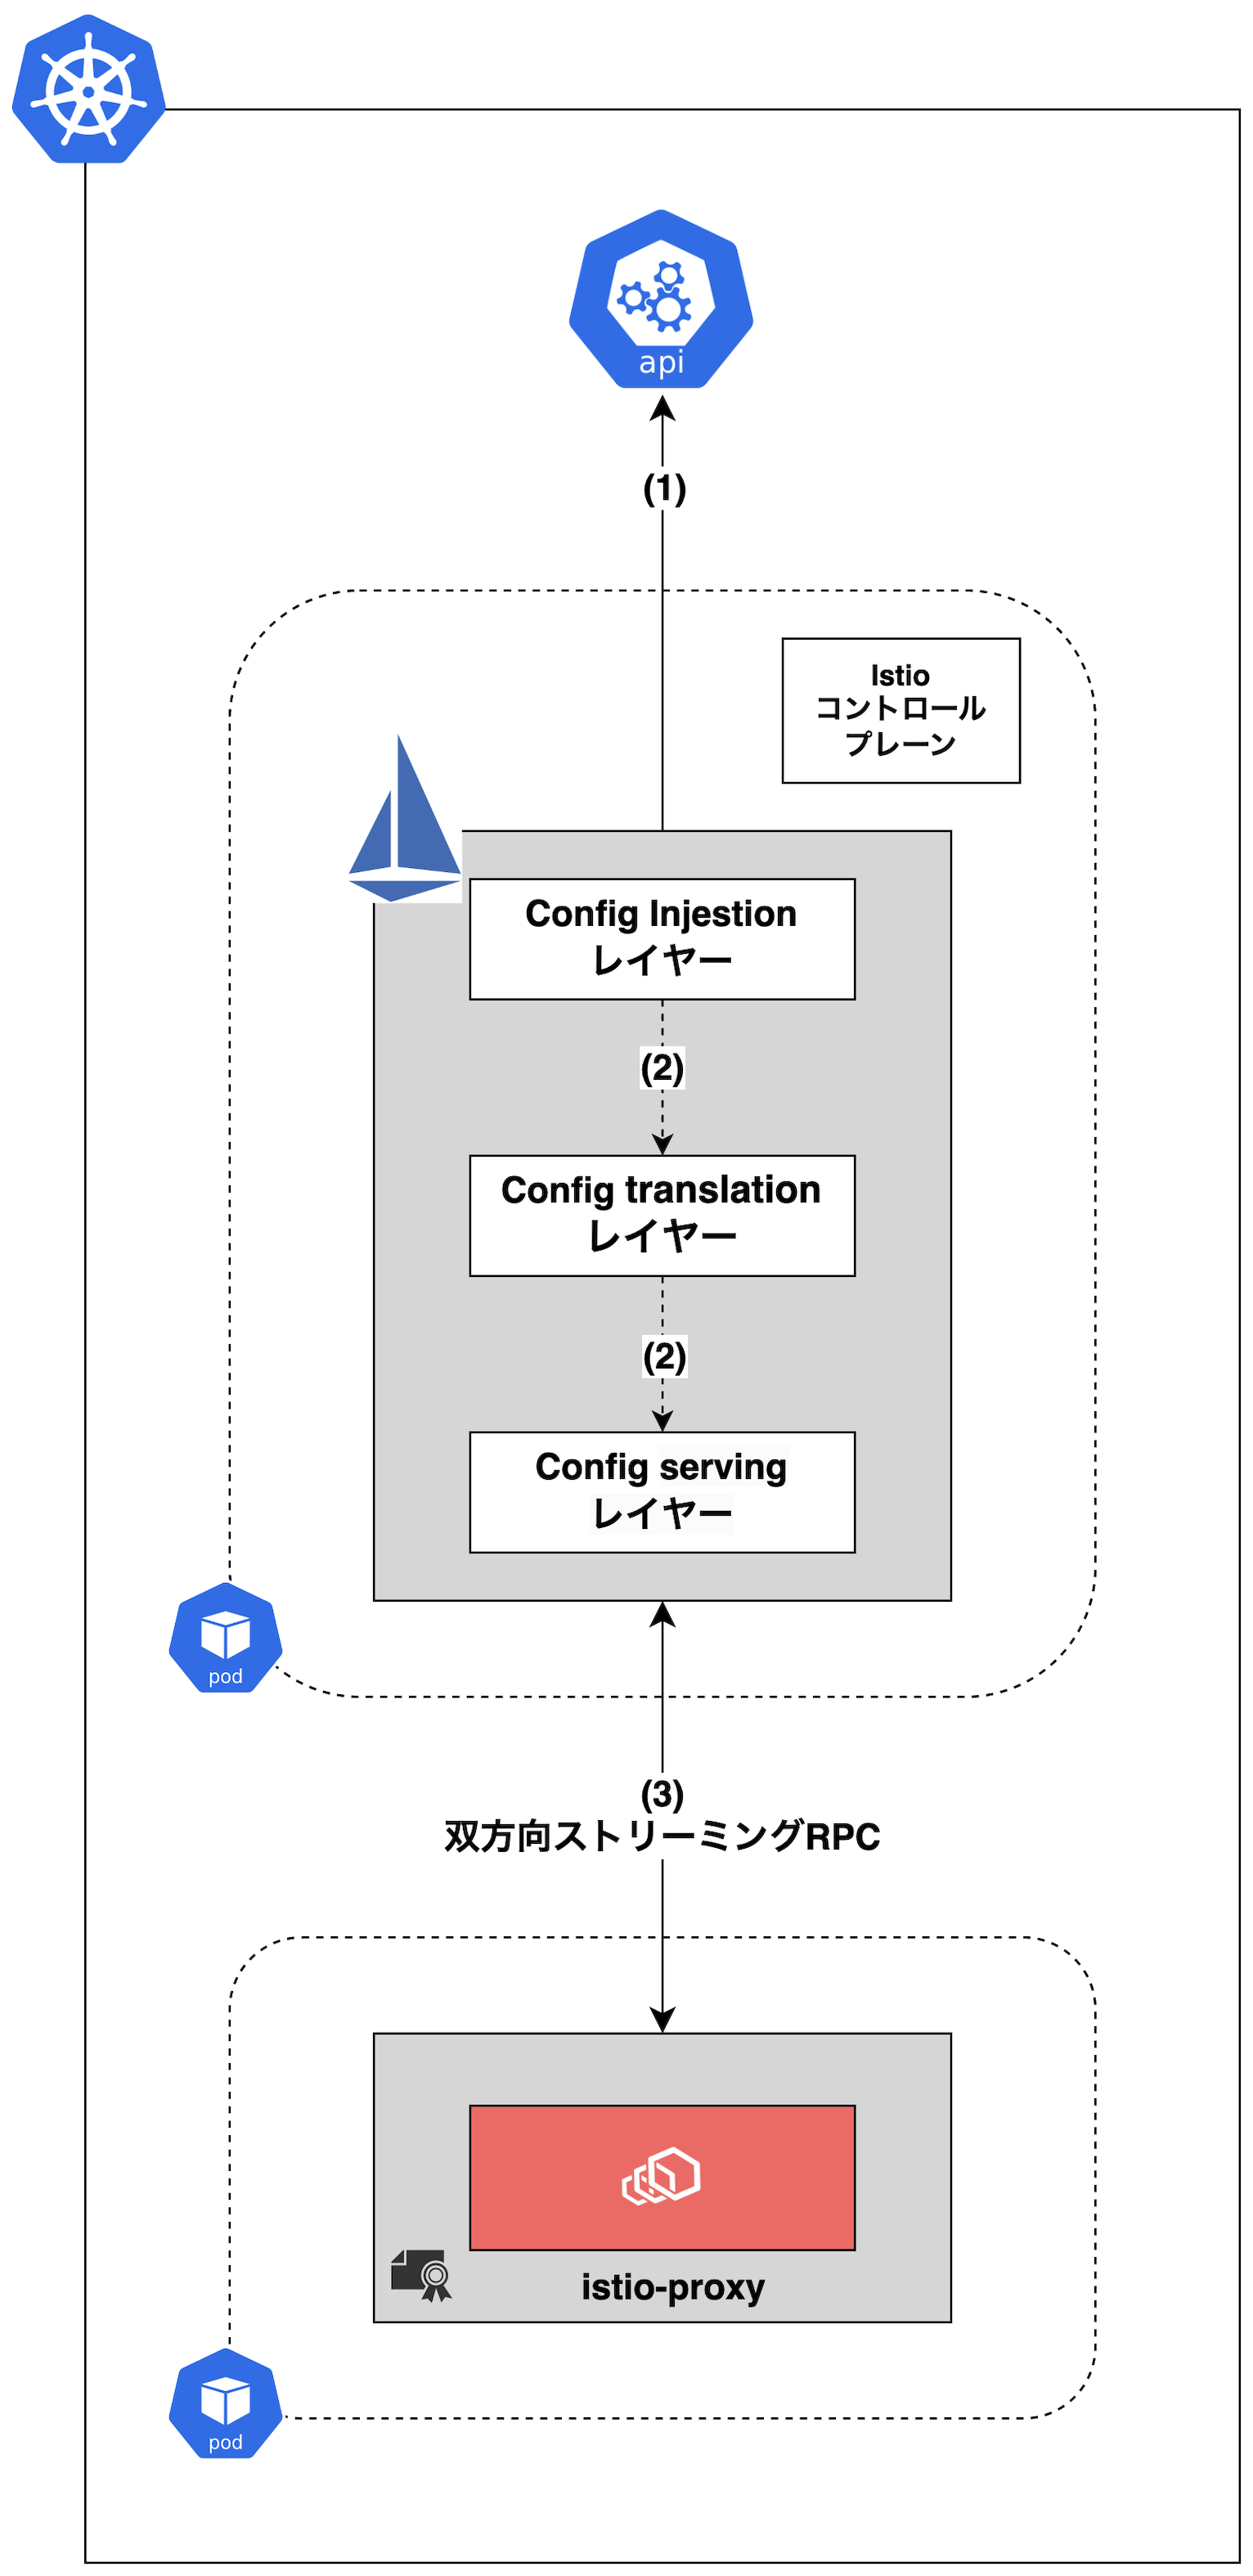 api
(1)
Istio
コントロール
プレーン
Config Injestion
レイヤー
(2)
Config translation
レイヤー
(2)
Config serving
レイヤー
pod
(3)
双方向ストリーミングRPC
istio-proxy
pod